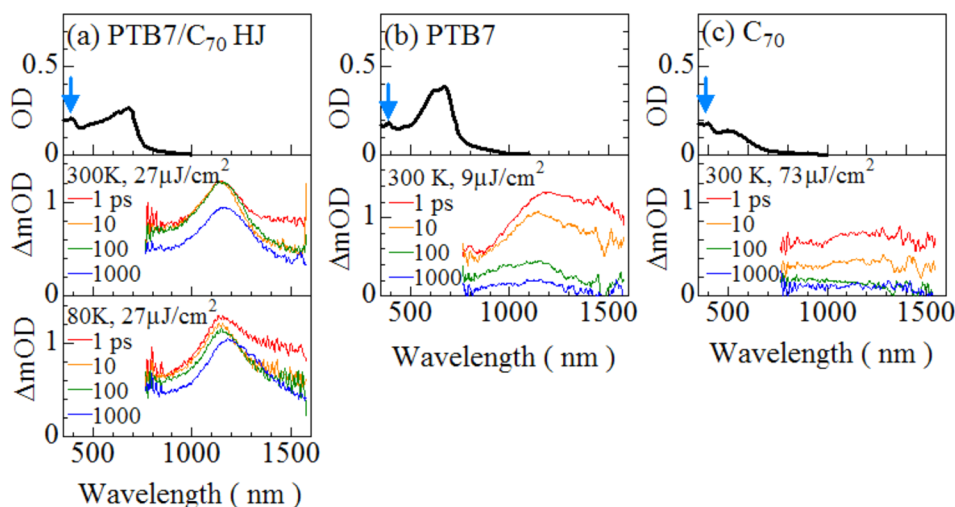 (a) PTB7/C70 HJ
(b) PTB7
(c) C70
OD
0.5
0
OD
0.5
0
OD
0.5
0
300K, 27μJ/cm2
1 ps
10
100
1000
ΔmOD
1
0
300 K, 9μJ/cm2
1 ps
10
100
1000
ΔmOD
1
0
500 1000 1500
Wavelength ( nm )
300 K, 73μJ/cm2
1 ps
10
100
1000
ΔmOD
1
0
500 1000 1500
Wavelength ( nm )
80K, 27μJ/cm2
1 ps
10
100
1000
ΔmOD
1
0
500 1000 1500
Wavelength ( nm )